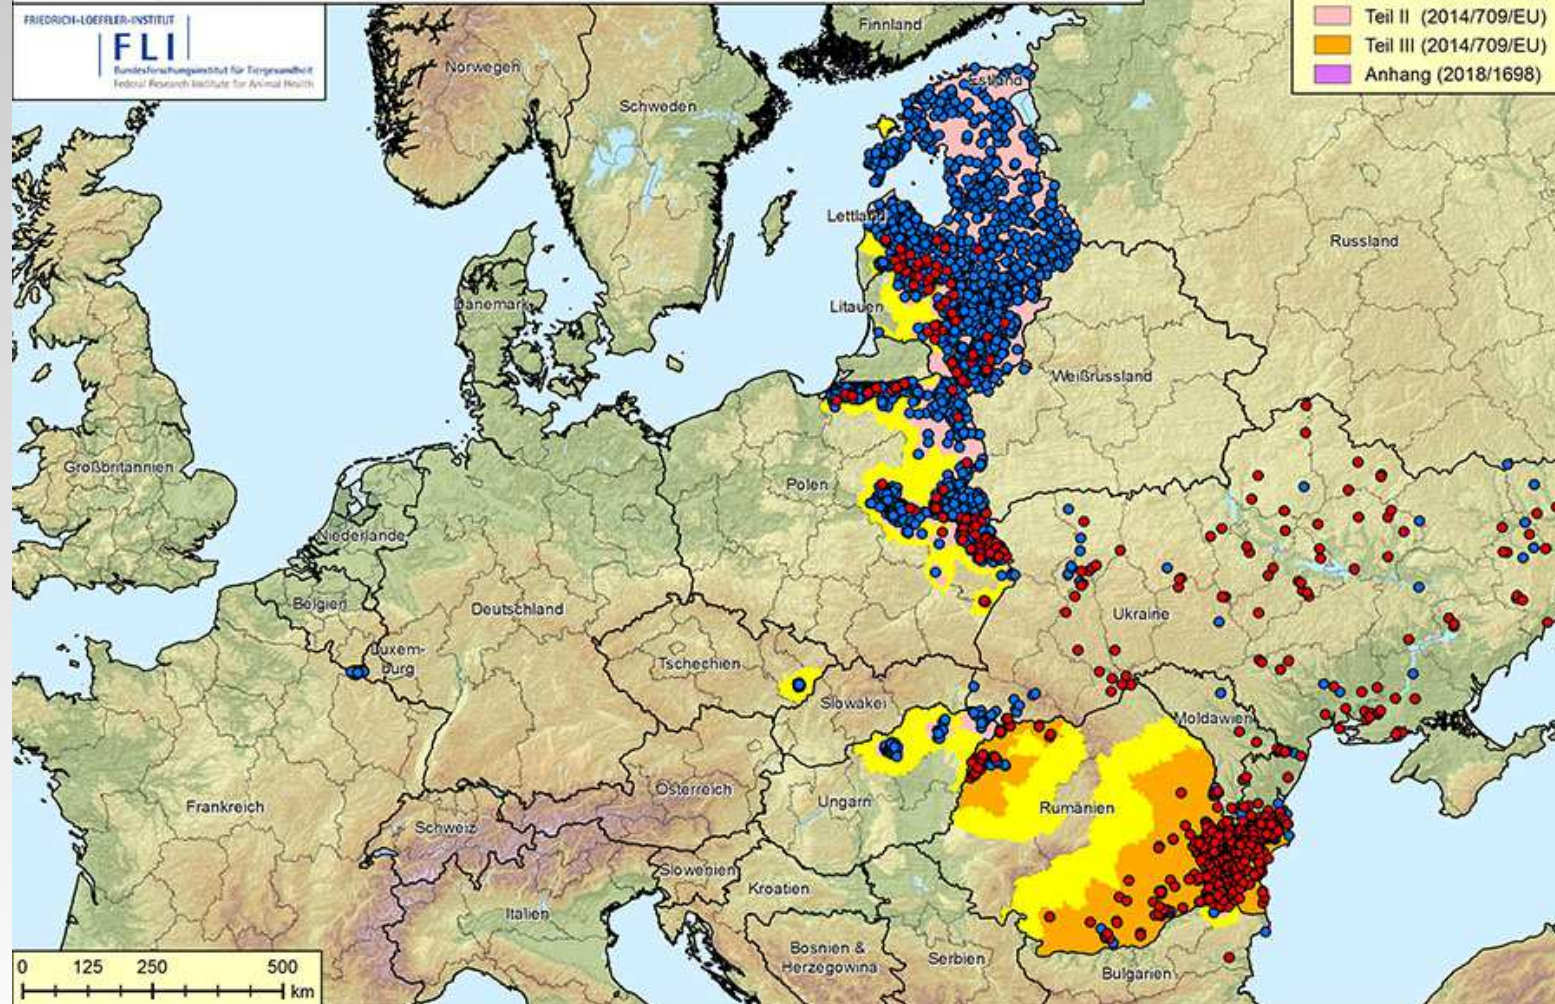 FRIEDRICH-LOEFFLER-INSTITUT
FLI
Bundesforschungsinstitut für Tiergesundheit
Federal Research Institute for Animal Health
Teil II (2014/709/EU)
Teil III (2014/709/EU)
Anhang (2018/1698)
Finnland
Norwegen
Schweden
Estland
Lettland
Russland
Dänemark
Litauen
Weißrussland
Großbritannien
Polen
Niederlande
Belgien
Deutschland
Ukraine
Luxem-
burg
Tschechien
Slowakei
Moldawien
Frankreich
Österreich
Ungarn
Rumänien
Schweiz
Slowenien
Kroatien
Italien
Bosnien &
Herzegowina
Serbien
Bulgarien
0 125 250 500
km